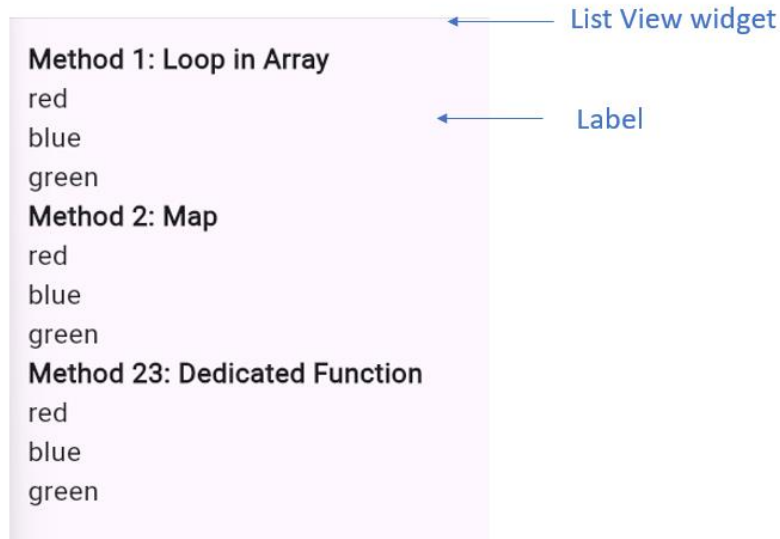 List View widget
Method 1: Loop in Array
red
Label
blue
green
Method 2: Map
red
blue
green
Method 23: Dedicated Function
red
blue
green